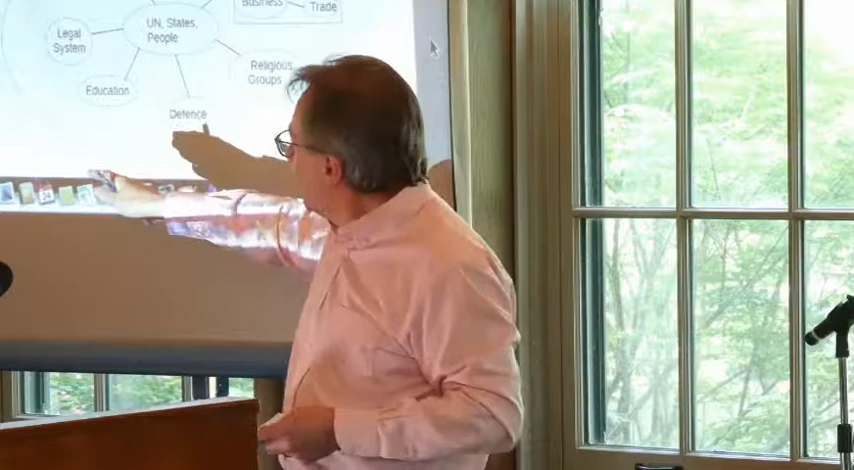 Business
Trade
UN, States,
People
Legal
System
Religious
Groups
Education
Defence